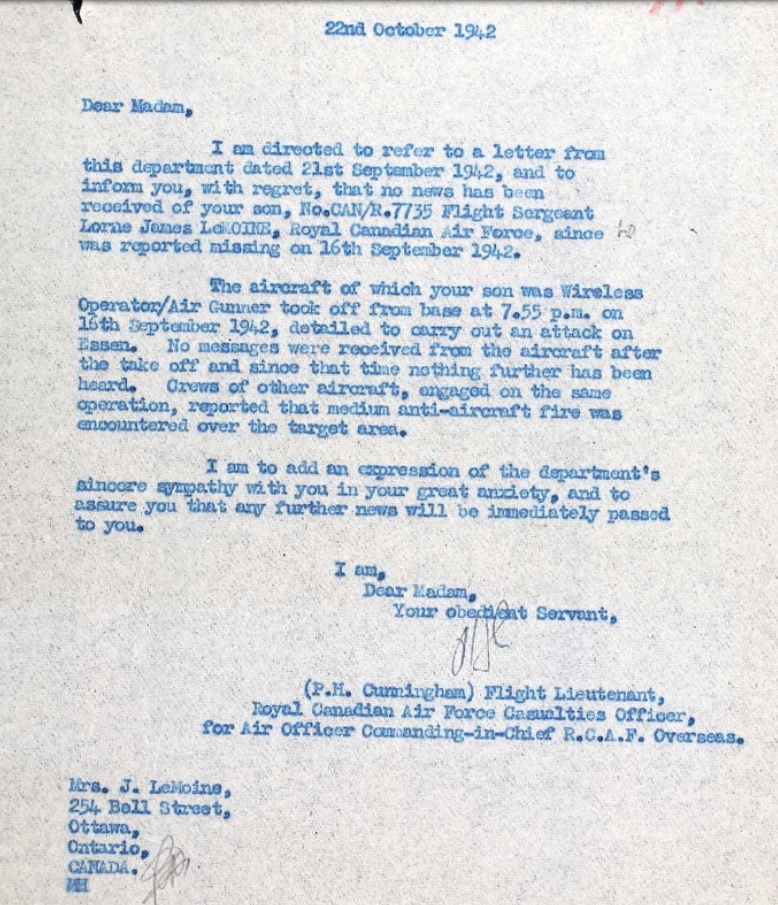 22nd October 1942
Dear Madam,
I am directed to refer to a letter from
this department dated 21st September 1942, and to
inform you, with regret, that no news has been
received of your son, No.CAN/R.7735 Flight Sergeant
Lorne James LeMOINE, Royal Canadian Air Force, since he
was reported missing on 16th September 1942.
The aircraft of which your son was Wireless
Operator/Air Gunner took off from base at 7.55 p.m. on
16th September 1942, detailed to carry out an attack on
Essen. No messages were received from the aircraft after
the take off and since that time nothing further has been
heard. Crews of other aircraft, engaged on the same
operation, reported that medium anti-aircraft fire was
encountered over the target area.
I am to add an expression of the department's
sincere sympathy with you in your great anxiety, and to
assure you that any further news will be immediately passed
to you.
I am,
Dear Madam,
Your obedient Servant,
(P.H. Cunningham) Flight Lieutenant,
Royal Canadian Air Force Casualties Officer,
for Air Officer Commanding-in-Chief R.C.A.F. Overseas.
Mrs. J. LeMoine,
254 Bell Street,
Ottawa,
Ontario,
CANADA.